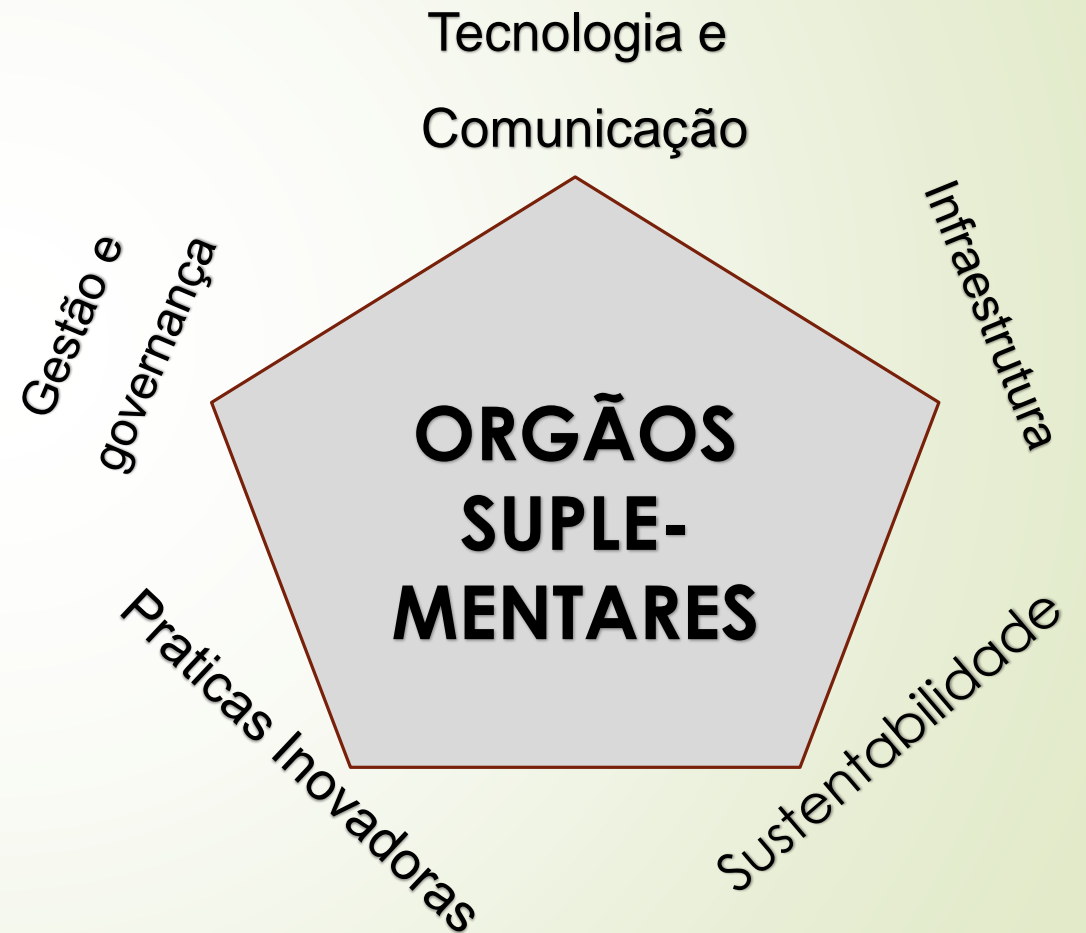 Tecnologia e
Comunicação
Gestão e
governança
Infraestrutura
ORGÃOS
SUPLE-
MENTARES
Praticas Inovadoras
Sustentabilidade